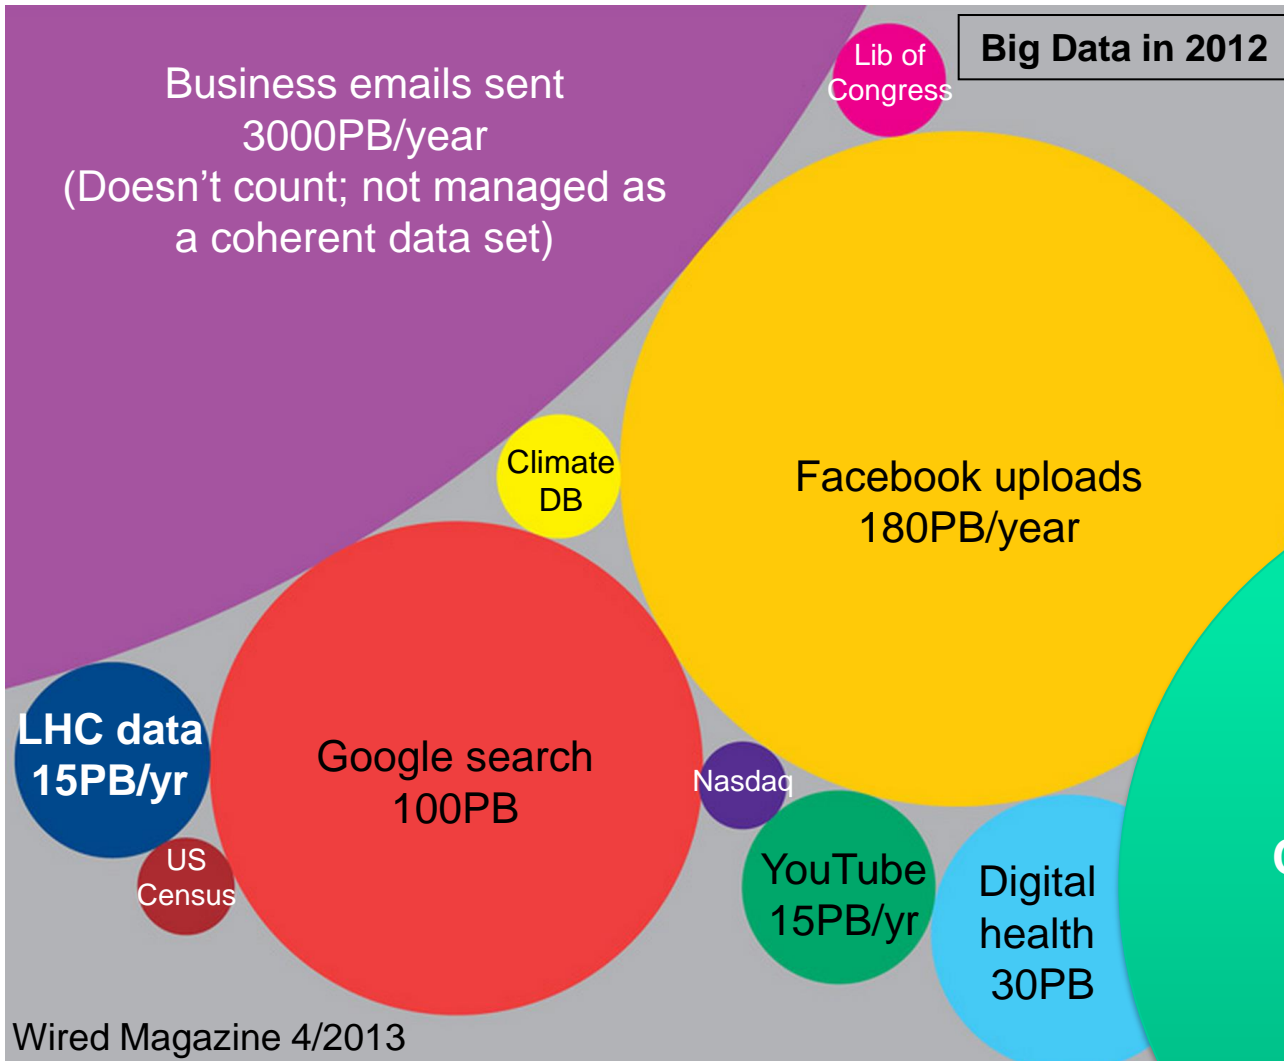 Big Data in 2012
Lib of
Congress
Business emails sent
3000PB/year
(Doesn’t count; not managed as
a coherent data set)
Climate
DB
Facebook uploads
180PB/year
LHC data
15PB/yr
Google search
100PB
Nasdaq
US
Census
YouTube
15PB/yr
Digital
health
30PB
Wired Magazine 4/2013